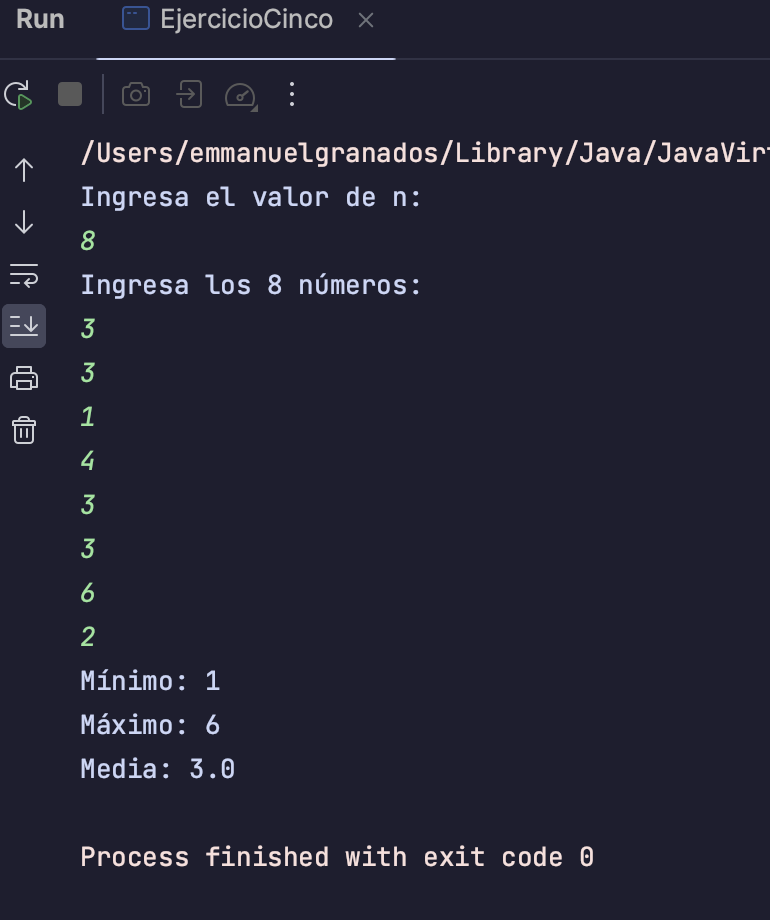 Run EjercicioCinco
/Users/emmanuelgranados/Library/Java/JavaVirt
Ingresa el valor de n:
8
Ingresa los 8 números:
3
3
1
4
3
3
6
2
Mínimo: 1
Máximo: 6
Media: 3.0
Process finished with exit code 0